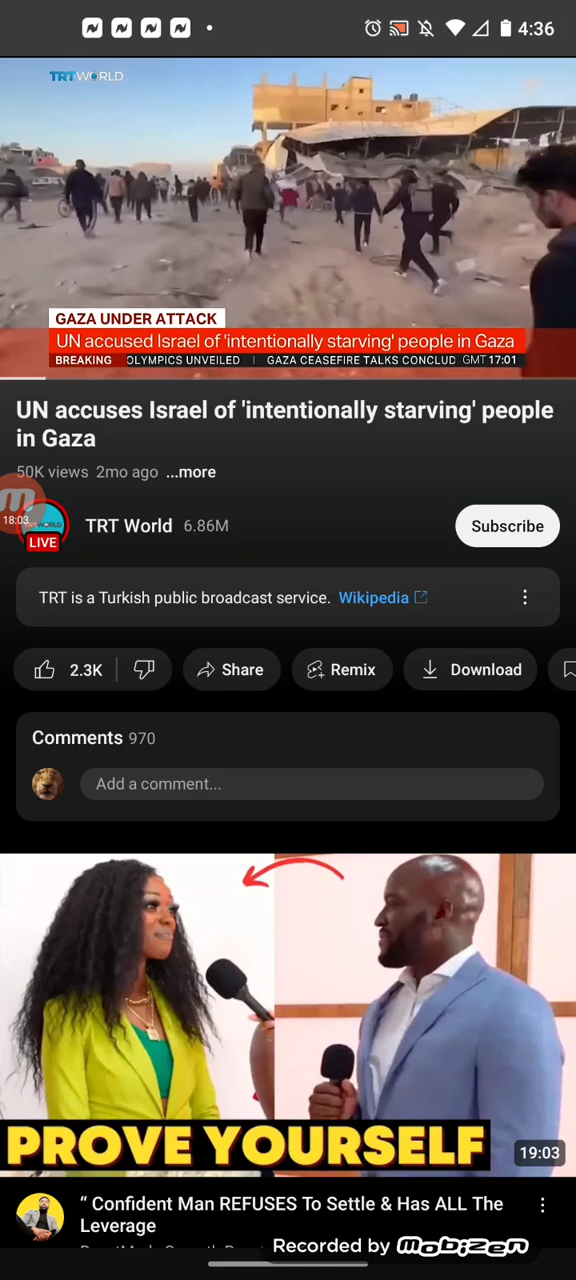 4:36
TRT WORLD
GAZA UNDER ATTACK
UN accused Israel of 'intentionally starving' people in Gaza
BREAKING OLYMPICS UNVEILED | GAZA CEASEFIRE TALKS CONCLUD GMT 17:01
UN accuses Israel of 'intentionally starving' people
in Gaza
50K views 2mo ago ...more
18:03
TRT World 6.86M
Subscribe
LIVE
TRT is a Turkish public broadcast service. Wikipedia
2.3K
Share
Remix
Download
Comments 970
Add a comment...
PROVE YOURSELF
19:03
“ Confident Man REFUSES To Settle & Has ALL The
Leverage
Recorded by mobizen